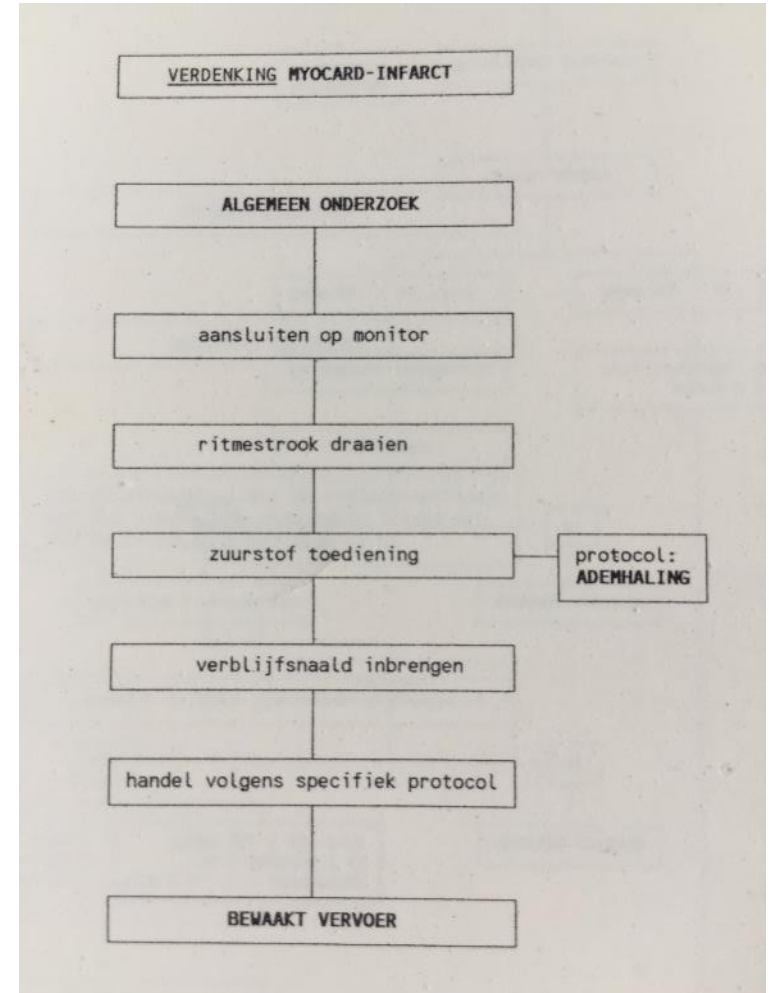 VERDENKING MYOCARD-INFARCT
ALGEMEEN ONDERZOEK
aansluiten op monitor
ritmestrook draaien
zuurstof toediening
protocol:
ADEMHALING
verblijfsnaald inbrengen
handel volgens specifiek protocol
BEWAAKT VERVOER